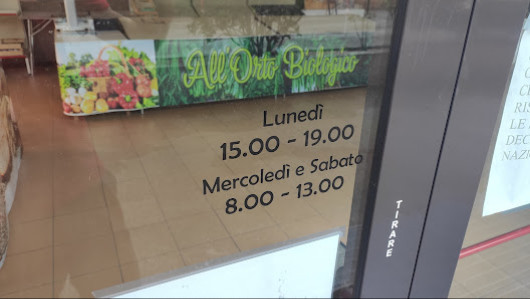 All'Orto Biologico
Lunedì
15.00 - 19.00
Mercoledì e Sabato
8.00 - 13.00
TIRARE